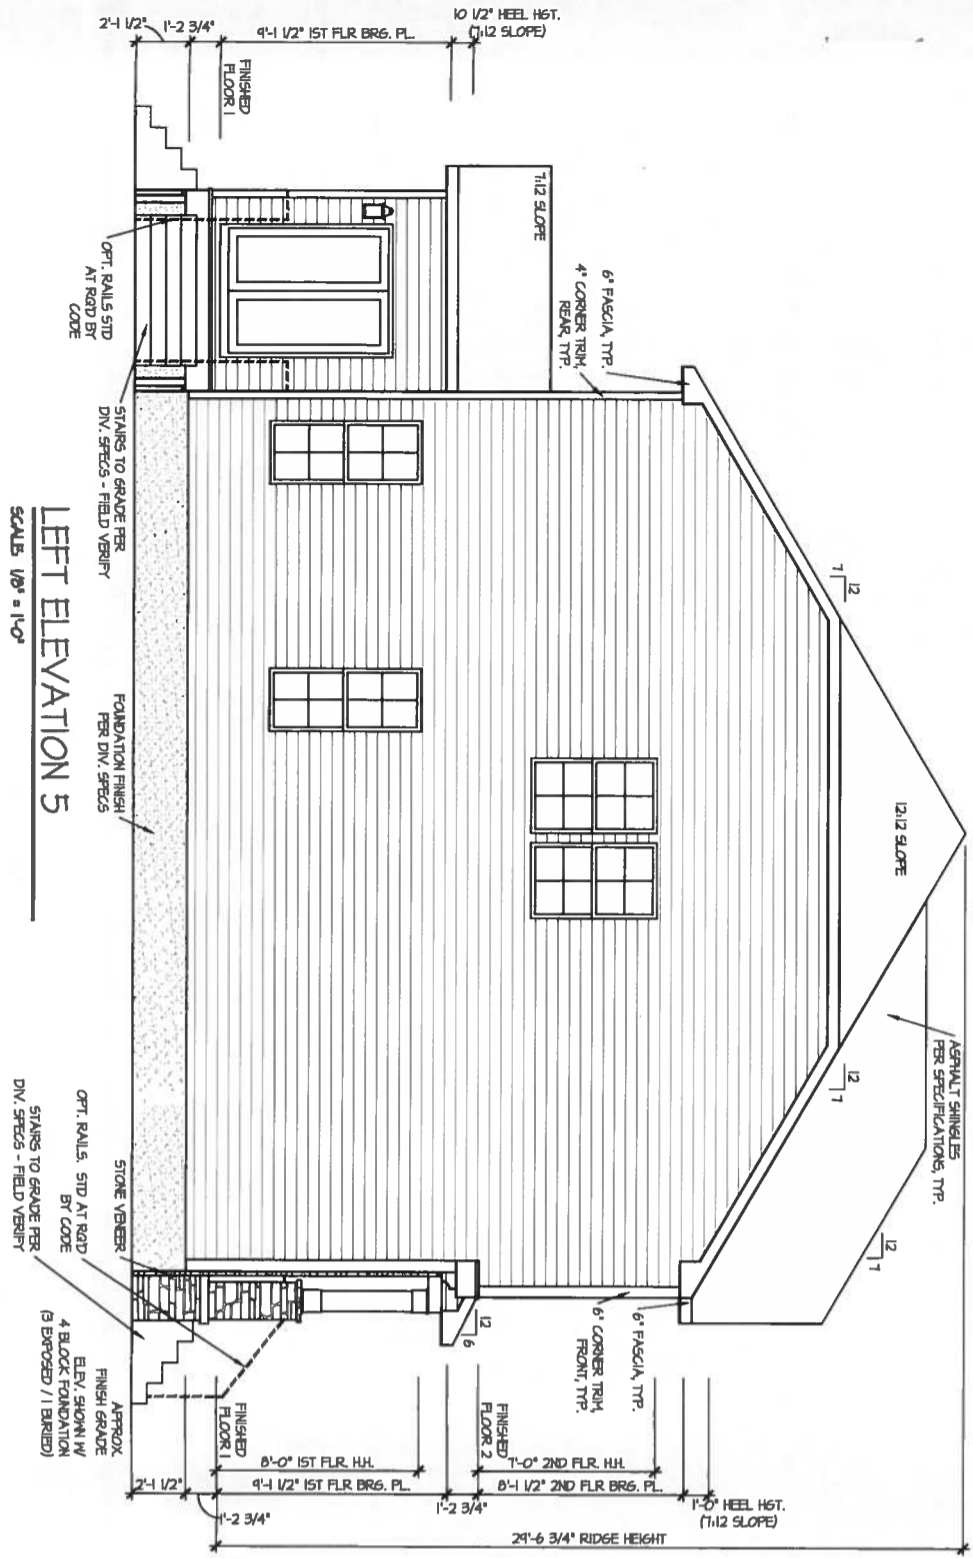 2'-1 1/2"
1'-2 3/4"
9'-1 1/2" 1ST FLR BRG. PL.
10 1/2" HEEL HGT.
(7:12 SLOPE)
FINISHED
FLOOR 1
7:12 SLOPE
6" FASCIA, TYP.
4" CORNER TRIM,
REAR, TYP.
OPT. RAILS STD
AT RQ'D BY
CODE
STAIRS TO GRADE PER
DIV. SPECS - FIELD VERIFY
12
7
12:12 SLOPE
ASPHALT SHINGLES
PER SPECIFICATIONS, TYP.
12
7
12
7
FOUNDATION FINISH
PER DIV. SPECS
LEFT ELEVATION 5
SCALE: 1/8" = 1'-0"
STONE VENEER
OPT. RAILS. STD AT RQ'D
BY CODE
STAIRS TO GRADE PER
DIV. SPECS - FIELD VERIFY
12
6
6" FASCIA, TYP.
6" CORNER TRIM,
FRONT, TYP.
APPROX.
FINISH GRADE
ELEV. SHOWN W/
4 BLOCK FOUNDATION
(3 EXPOSED / 1 BURIED)
FINISHED
FLOOR 1
FINISHED
FLOOR 2
8'-0" 1ST FLR. H.H.
7'-0" 2ND FLR. H.H.
2'-1 1/2"
1'-2 3/4"
9'-1 1/2" 1ST FLR BRG. PL.
1'-2 3/4"
8'-1 1/2" 2ND FLR BRG. PL.
1'-0" HEEL HGT.
(7:12 SLOPE)
29'-6 3/4" RIDGE HEIGHT